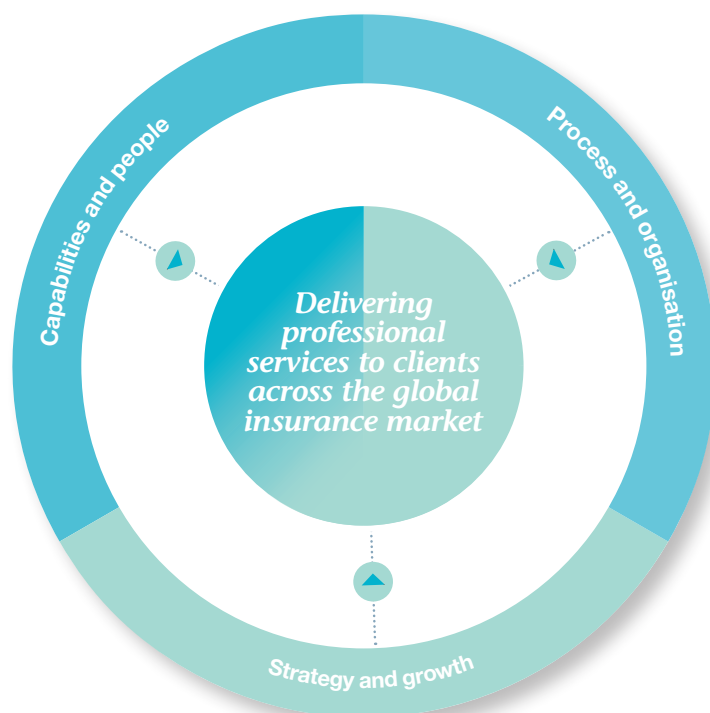 Capabilities and people
Process and organisation
Delivering
professional
services to clients
across the global
insurance market
Strategy and growth